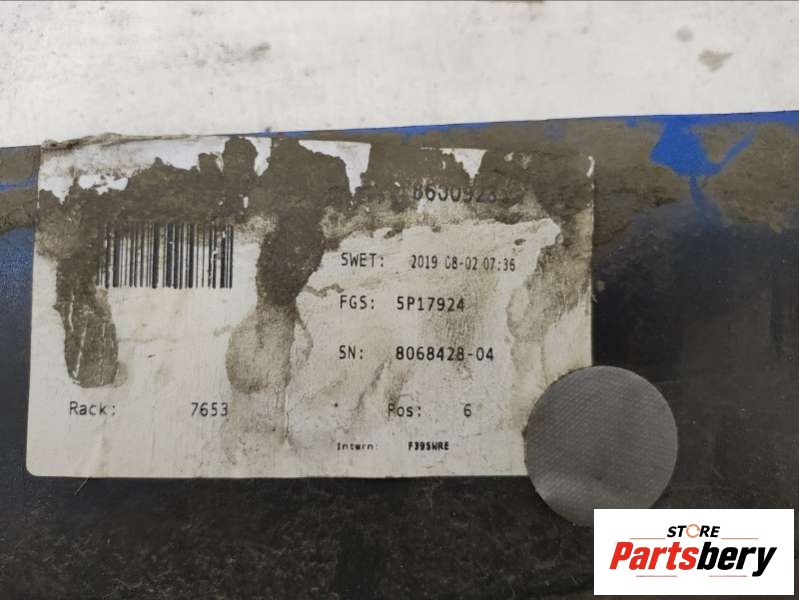 SWET: 2019 08-02 07:36
FGS: 5P17924
SN: 8068428-04
Rack: 7653 Pos: 6
Intern: F39SWRE
STORE
Partsbery